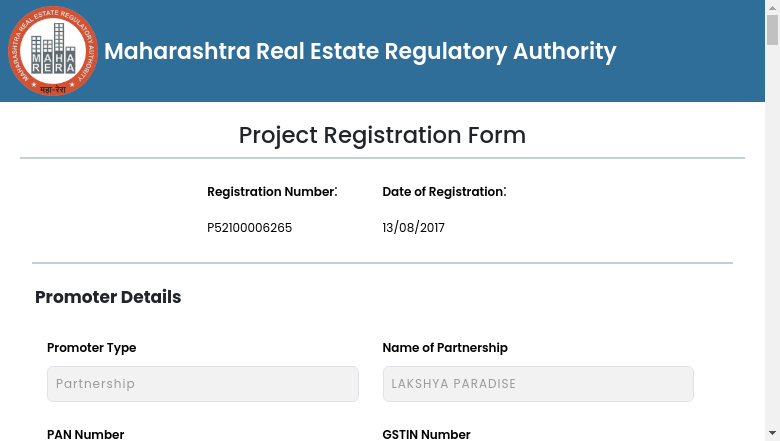 MAHARASHTRA REAL ESTATE REGULATORY AUTHORITY
MAHA
RERA
महा-रेरा
Maharashtra Real Estate Regulatory Authority
Project Registration Form
Registration Number: Date of Registration:
P52100006265 13/08/2017
Promoter Details
Promoter Type Name of Partnership
Partnership LAKSHYA PARADISE
PAN Number GSTIN Number